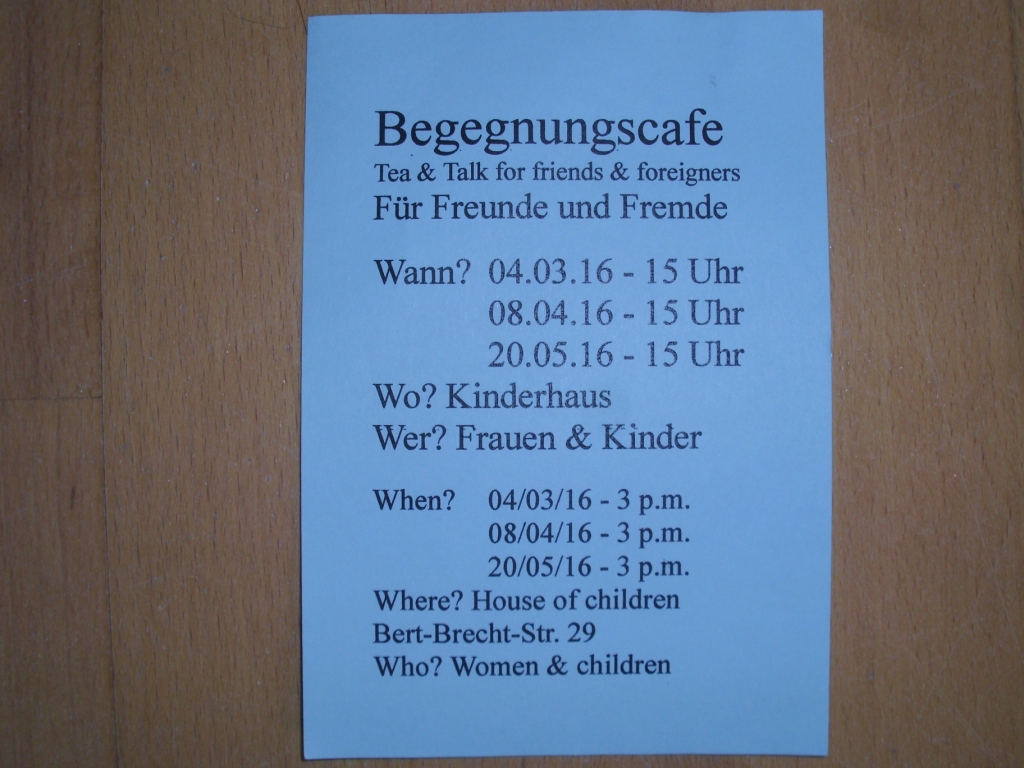 Begegnungscafe
Tea & Talk for friends & foreigners
Für Freunde und Fremde
Wann? 04.03.16 - 15 Uhr
08.04.16 - 15 Uhr
20.05.16 - 15 Uhr
Wo? Kinderhaus
Wer? Frauen & Kinder
When? 04/03/16 - 3 p.m.
08/04/16 - 3 p.m.
20/05/16 - 3 p.m.
Where? House of children
Bert-Brecht-Str. 29
Who? Women & children